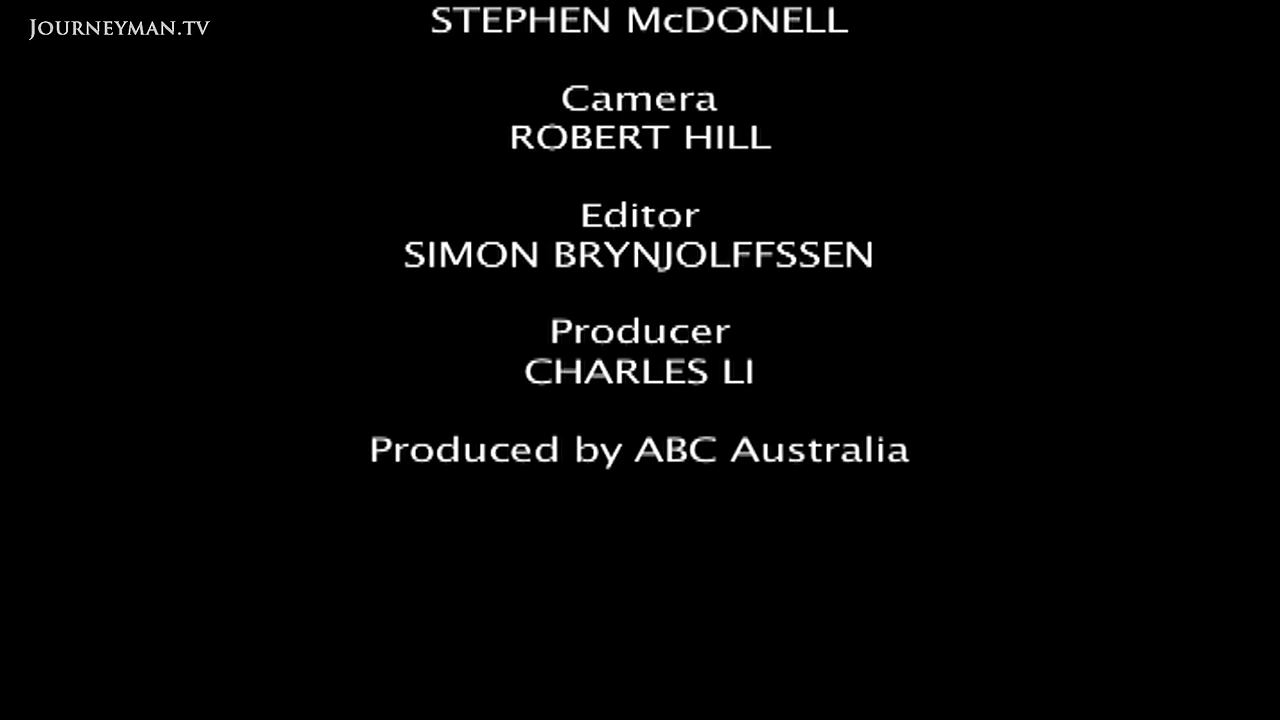 JOURNEYMAN.TV
STEPHEN McDONELL
Camera
ROBERT HILL
Editor
SIMON BRYNJOLFFSSEN
Producer
CHARLES LI
Produced by ABC Australia